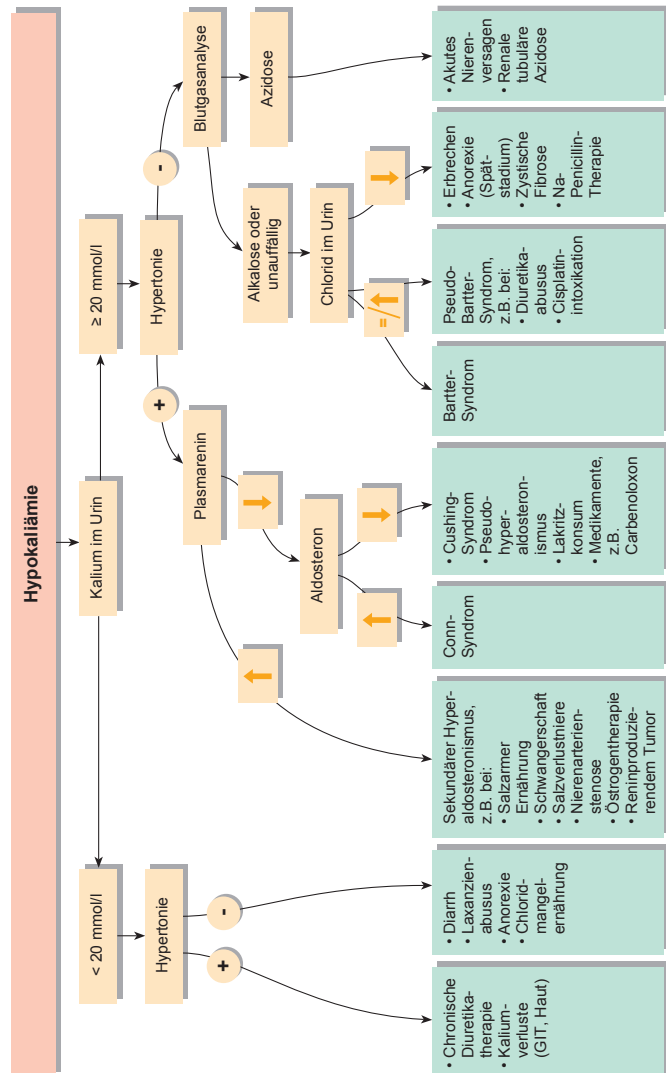 Hypokaliämie
Kalium im Urin
< 20 mmol/l
≥ 20 mmol/l
Hypertonie
Hypertonie
+
-
+
-
Plasmarenin
Blutgasanalyse
Aldosteron
Alkalose oder
unauffällig
Azidose
Chlorid im Urin
=/
• Chronische
Diuretika-
therapie
• Kalium-
verluste
(GIT, Haut)
• Diarrh
• Laxanzien-
abusus
• Anorexie
• Chlorid-
mangel-
ernährung
Sekundärer Hyper-
aldosteronismus,
z.B. bei:
• Salzarmer
Ernährung
• Schwangerschaft
• Salzverlustniere
• Nierenarterien-
stenose
• Östrogentherapie
• Reninproduzie-
rendem Tumor
Conn-
Syndrom
• Cushing-
Syndrom
• Pseudo-
hyper-
aldosteron-
ismus
• Lakritz-
konsum
• Medikamente,
z.B.
Carbenoloxon
Bartter-
Syndrom
Pseudo-
Bartter-
Syndrom,
z.B. bei:
• Diuretika-
abusus
• Cisplatin-
intoxikation
• Erbrechen
• Anorexie
(Spät-
stadium)
• Zystische
Fibrose
• Na-
Penicillin-
Therapie
• Akutes
Nieren-
versagen
• Renale
tubuläre
Azidose